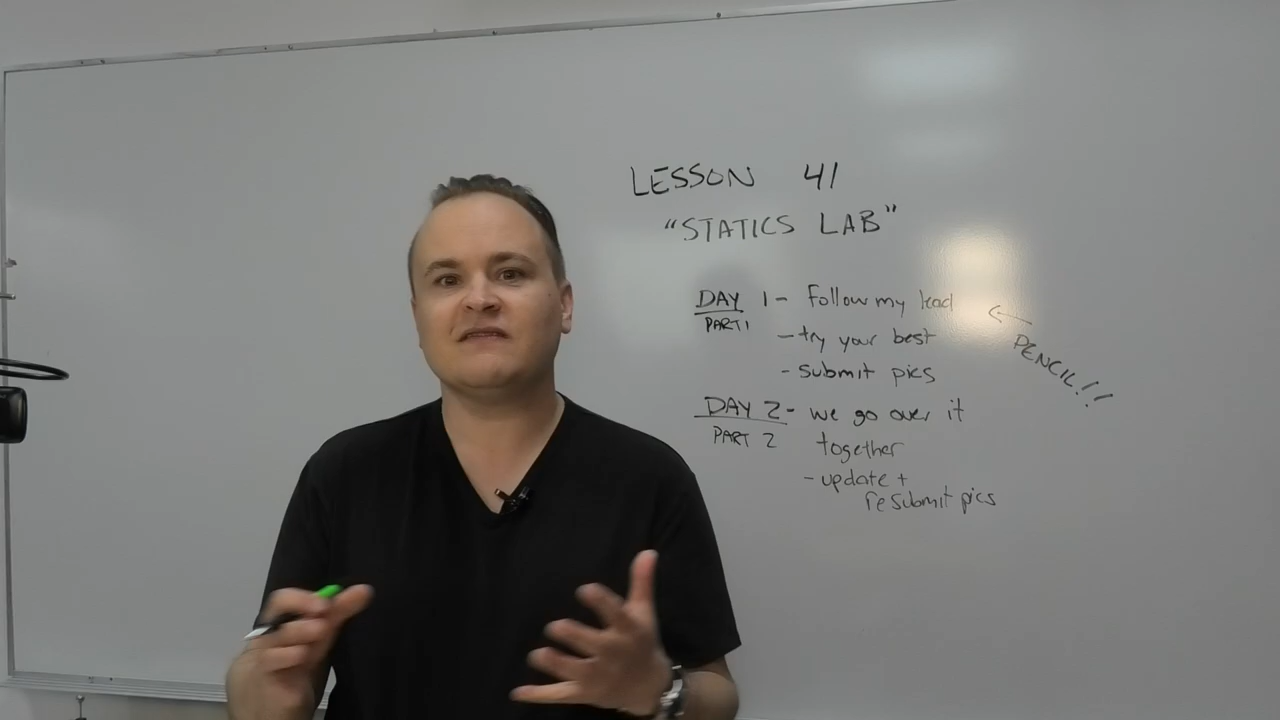 LESSON 41
"STATICS LAB"
DAY 1 - Follow my lead
PART 1
- try your best
- submit pics
PENCIL!!
DAY 2 - we go over it
PART 2 together
- update +
resubmit pics